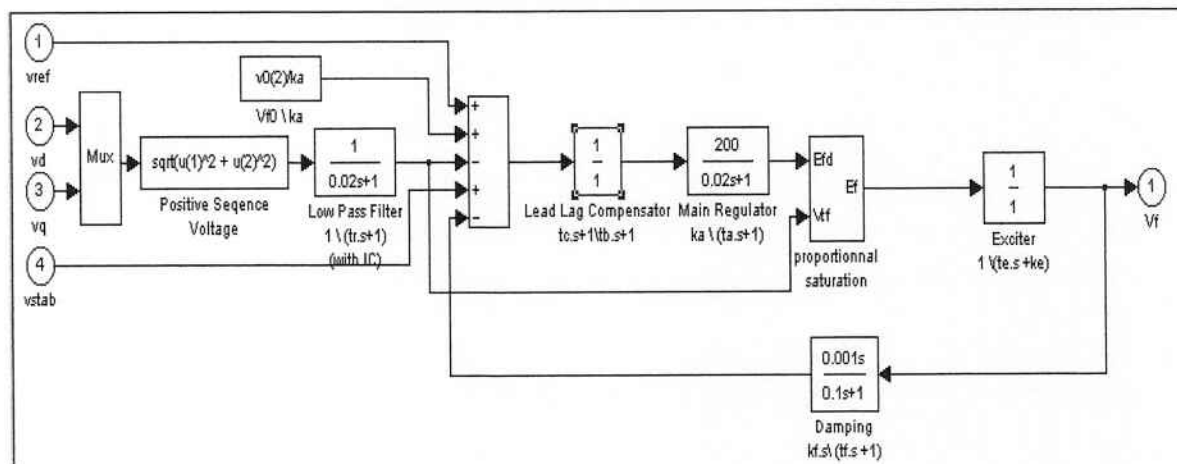 1
vref
2
vd
3
vq
4
vstab
Mux
sqrt(u(1)^2 + u(2)^2)
Positive Seqence
Voltage
v0(2)/ka
Vf0 \ ka
1
0.02s+1
Low Pass Filter
1 \ (tr.s+1)
(with IC)
+
+
−
+
−
1
1
Lead Lag Compensator
tc.s+1\tb.s+1
200
0.02s+1
Main Regulator
ka \ (ta.s+1)
Efd
Ef
Vtf
proportionnal
saturation
1
1
Exciter
1 \(te.s +ke)
1
Vf
0.001s
0.1s+1
Damping
kf.s\ (tf.s +1)